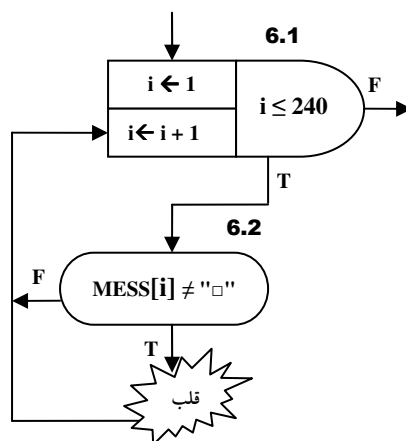 6.1
i ← 1
i ← i + 1
i ≤ 240
F
T
6.2
MESS[i] ≠ "□"
F
T
قلب